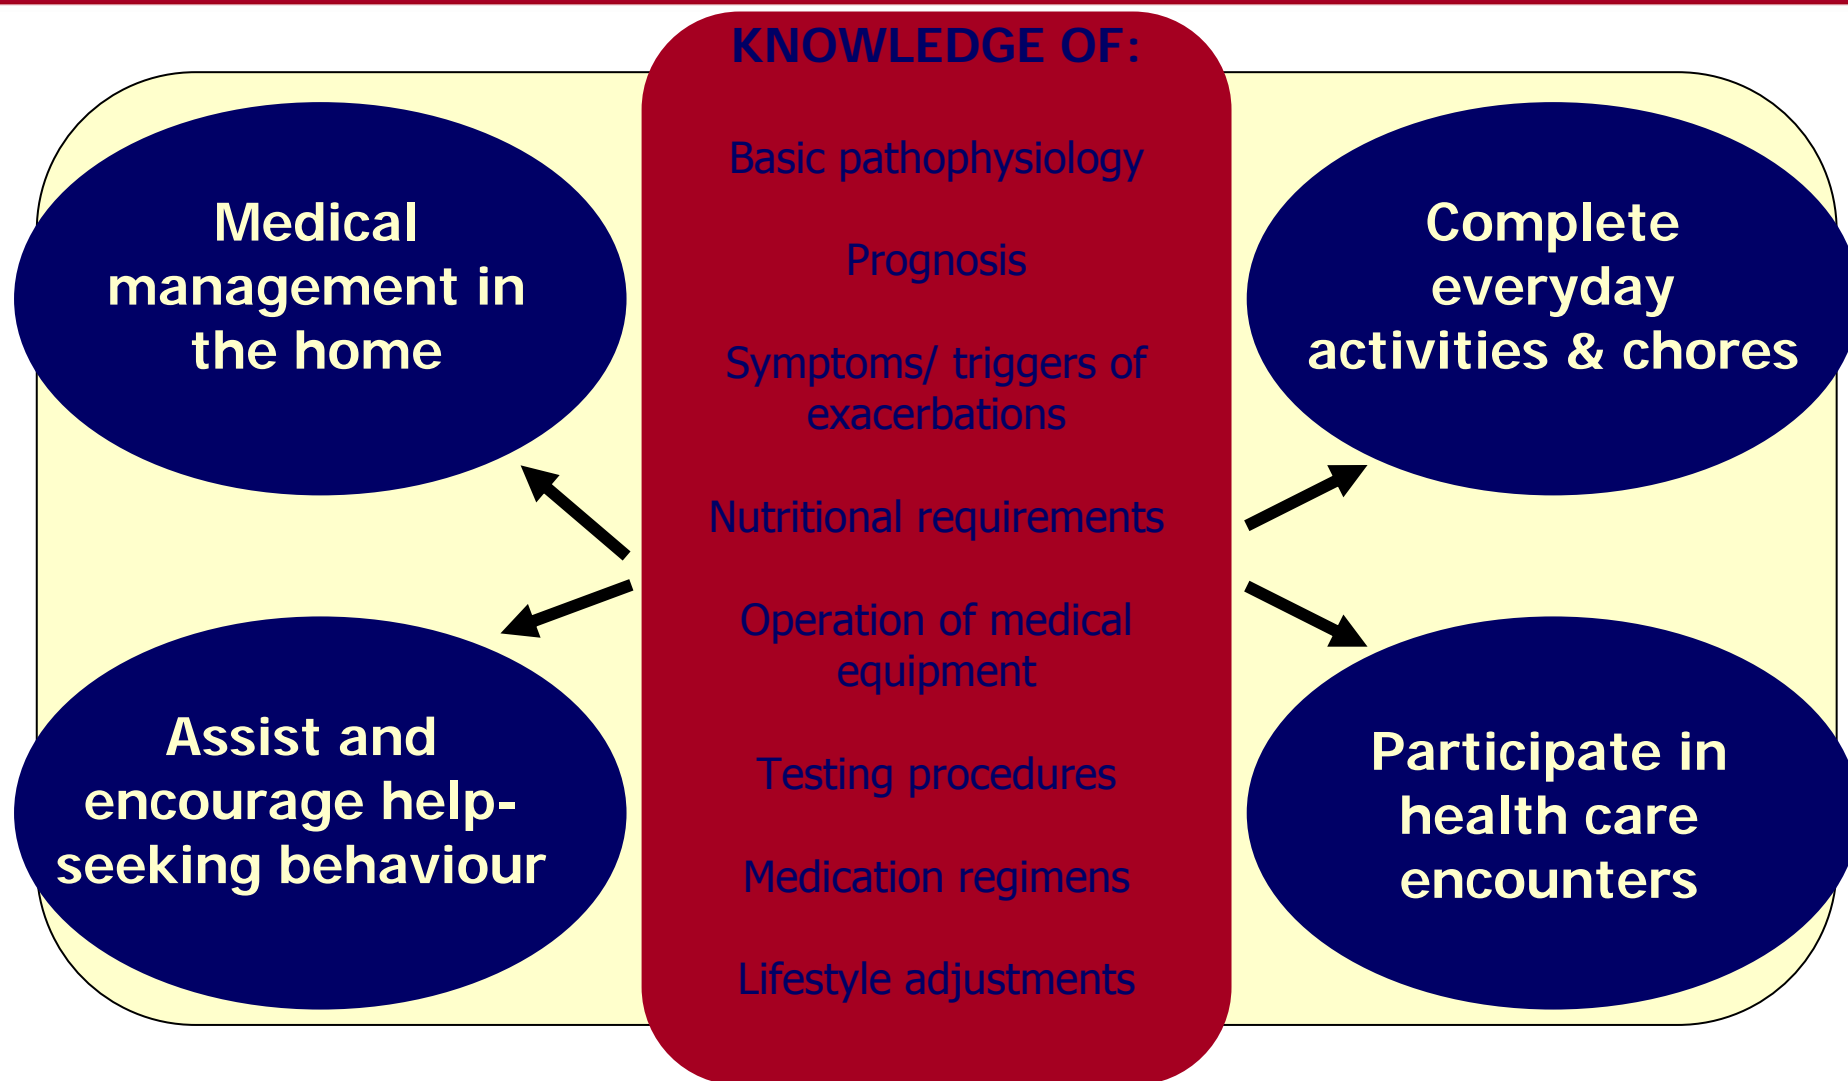 KNOWLEDGE OF:
Basic pathophysiology
Prognosis
Symptoms/ triggers of
exacerbations
Nutritional requirements
Operation of medical
equipment
Testing procedures
Medication regimens
Lifestyle adjustments
Medical
management in
the home
Assist and
encourage help-
seeking behaviour
Complete
everyday
activities & chores
Participate in
health care
encounters